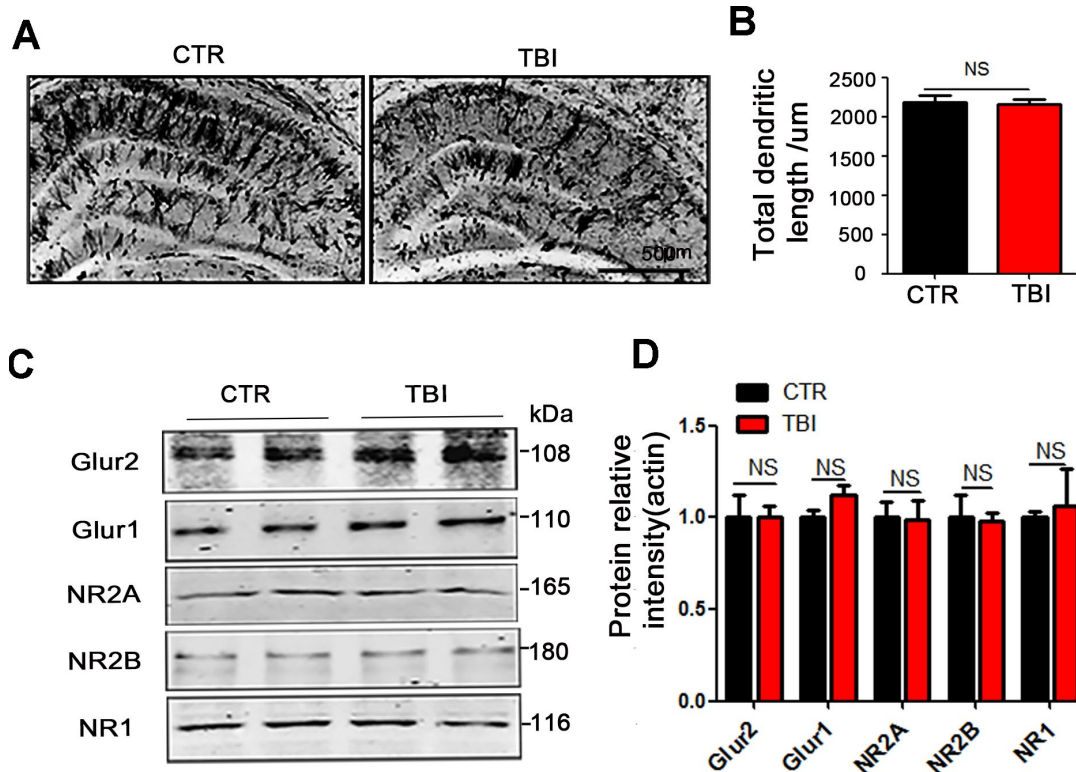 A
CTR
TBI
500μm
B
Total dendritic
length /um
2500
2000
1500
1000
500
0
NS
CTR
TBI
C
CTR
TBI
kDa
Glur2
-108
Glur1
-110
NR2A
-165
NR2B
-180
NR1
-116
D
CTR
TBI
Protein relative
intensity(actin)
1.5
1.0
0.5
0.0
NS
NS
NS
NS
NS
Glur2
Glur1
NR2A
NR2B
NR1